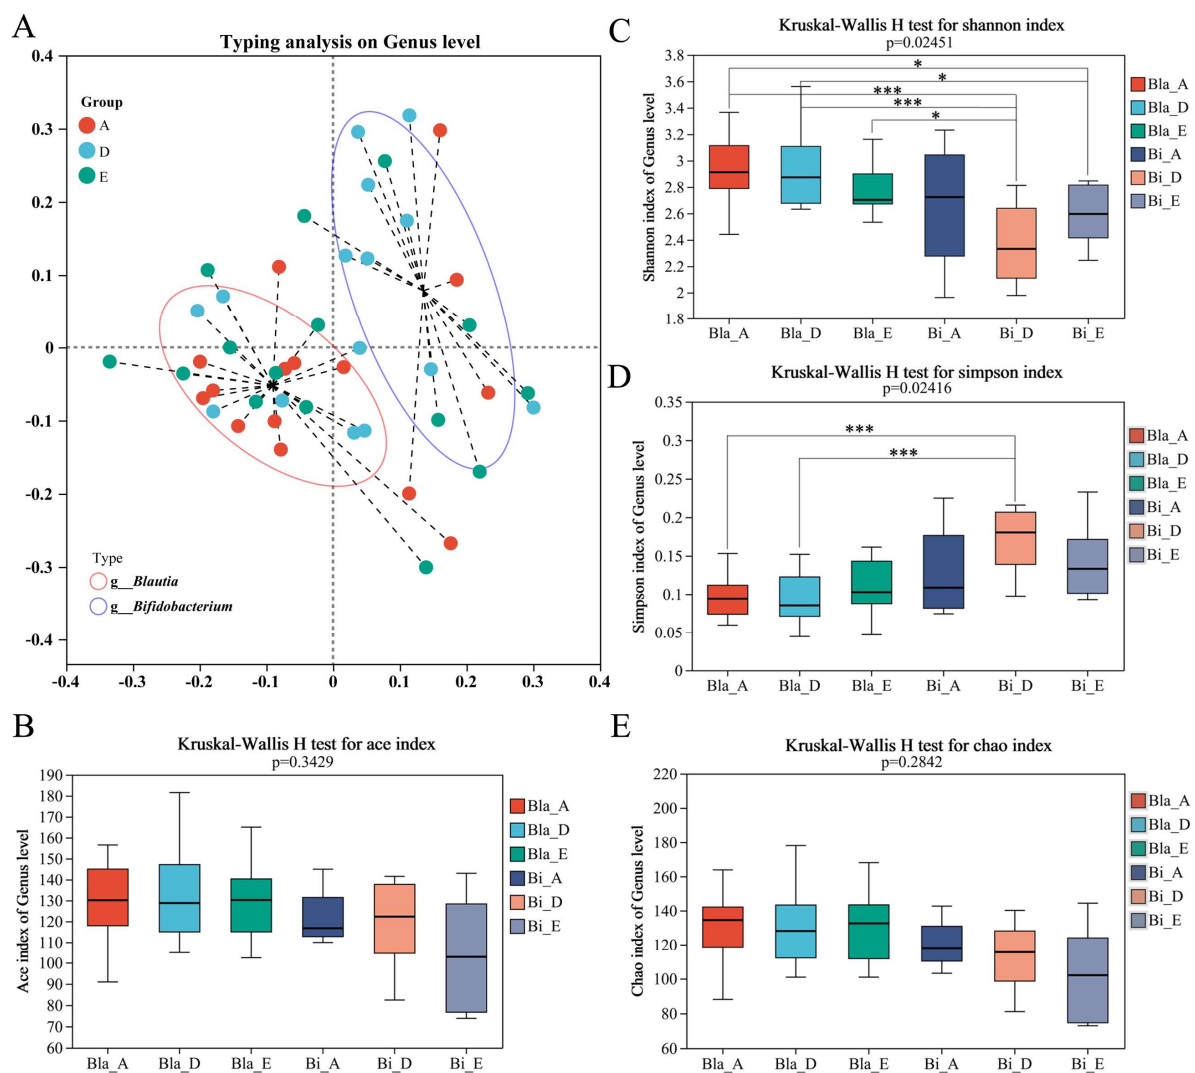 A
Typing analysis on Genus level
0.4
0.3
0.2
0.1
0
-0.1
-0.2
-0.3
-0.4
Group
A
D
E
Type
g__Blautia
g__Bifidobacterium
-0.4 -0.3 -0.2 -0.1 0 0.1 0.2 0.3 0.4
C
Kruskal-Wallis H test for shannon index
p=0.02451
Shannon index of Genus level
3.8
3.6
3.4
3.2
3
2.8
2.6
2.4
2.2
2
1.8
*
*
***
***
*
Bla_A Bla_D Bla_E Bi_A Bi_D Bi_E
Bla_A
Bla_D
Bla_E
Bi_A
Bi_D
Bi_E
D
Kruskal-Wallis H test for simpson index
p=0.02416
Simpson index of Genus level
0.35
0.3
0.25
0.2
0.15
0.1
0.05
0
***
***
Bla_A Bla_D Bla_E Bi_A Bi_D Bi_E
Bla_A
Bla_D
Bla_E
Bi_A
Bi_D
Bi_E
B
Kruskal-Wallis H test for ace index
p=0.3429
Ace index of Genus level
190
180
170
160
150
140
130
120
110
100
90
80
70
60
Bla_A Bla_D Bla_E Bi_A Bi_D Bi_E
Bla_A
Bla_D
Bla_E
Bi_A
Bi_D
Bi_E
E
Kruskal-Wallis H test for chao index
p=0.2842
Chao index of Genus level
220
200
180
160
140
120
100
80
60
Bla_A Bla_D Bla_E Bi_A Bi_D Bi_E
Bla_A
Bla_D
Bla_E
Bi_A
Bi_D
Bi_E